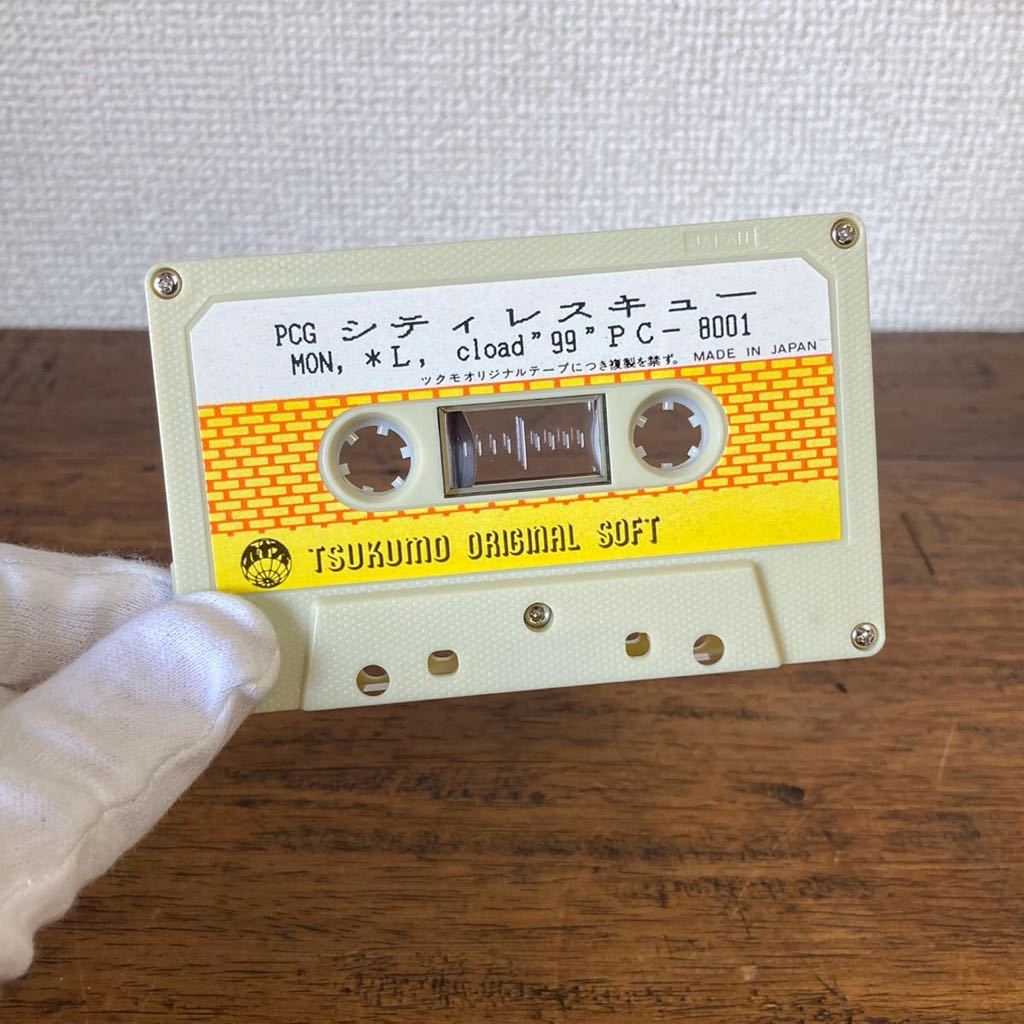 JAPAN
PCG シティレスキュー
MON, *L, cload"99" PC-8001
ツクモオリジナルテープにつき複製を禁ず。 MADE IN JAPAN
TSUKUMO ORIGINAL SOFT